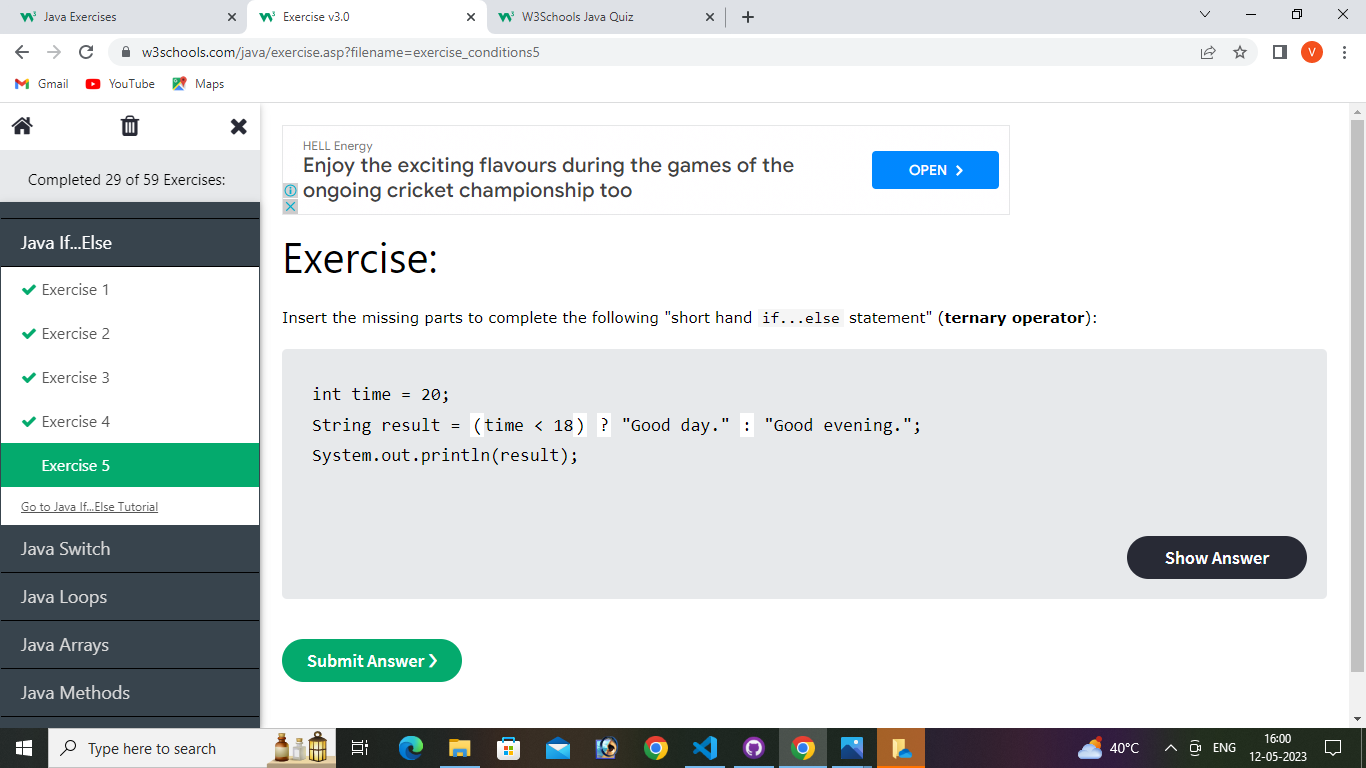 Java Exercises
Exercise v3.0
W3Schools Java Quiz
w3schools.com/java/exercise.asp?filename=exercise_conditions5
V
Gmail
YouTube
Maps
Completed 29 of 59 Exercises:
Java If...Else
Exercise 1
Exercise 2
Exercise 3
Exercise 4
Exercise 5
Go to Java If...Else Tutorial
Java Switch
Java Loops
Java Arrays
Java Methods
HELL Energy
Enjoy the exciting flavours during the games of the
ongoing cricket championship too
OPEN
Exercise:
Insert the missing parts to complete the following "short hand if...else statement" (ternary operator):
int time = 20;
String result = (time < 18) ? "Good day." : "Good evening.";
System.out.println(result);
Show Answer
Submit Answer ❯
Type here to search
40°C
ENG
16:00
12-05-2023